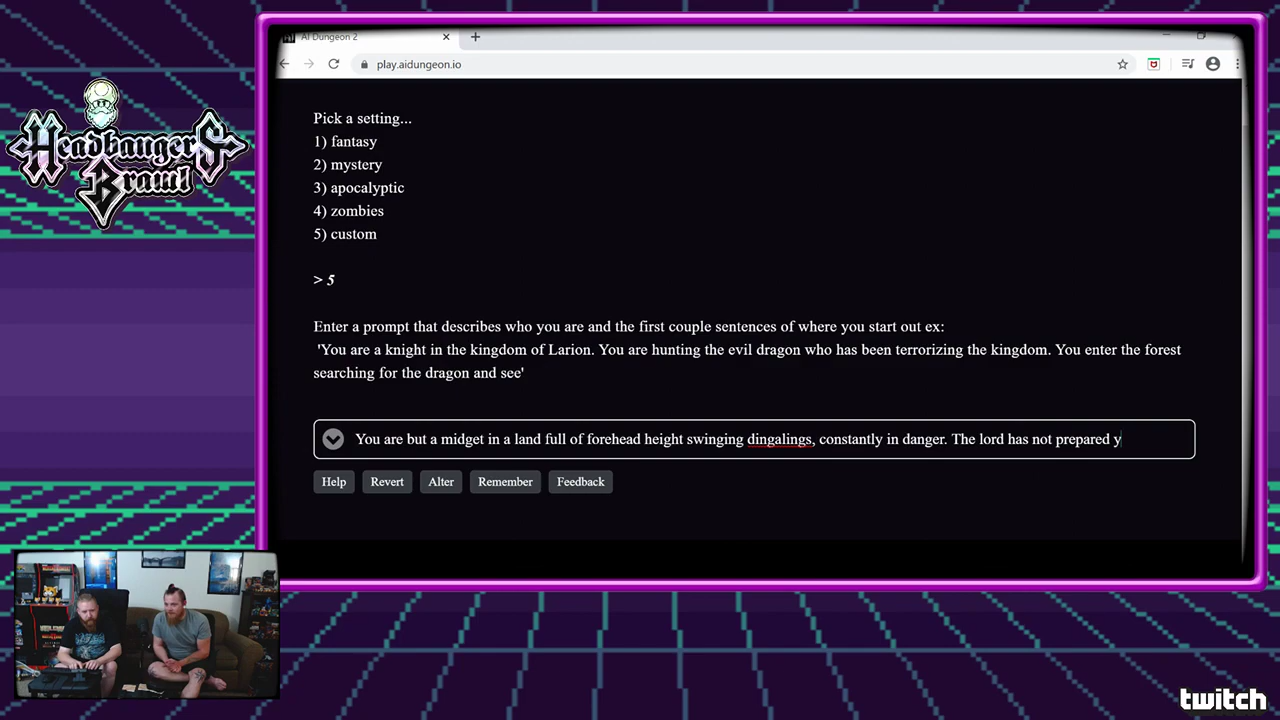 AI Dungeon 2
play.aidungeon.io
HeadbangerS
Brawl
Pick a setting...
1) fantasy
2) mystery
3) apocalyptic
4) zombies
5) custom
> 5
Enter a prompt that describes who you are and the first couple sentences of where you start out ex:
'You are a knight in the kingdom of Larion. You are hunting the evil dragon who has been terrorizing the kingdom. You enter the forest
searching for the dragon and see'
You are but a midget in a land full of forehead height swinging dingalings, constantly in danger. The lord has not prepared y
Help Revert Alter Remember Feedback
twitch